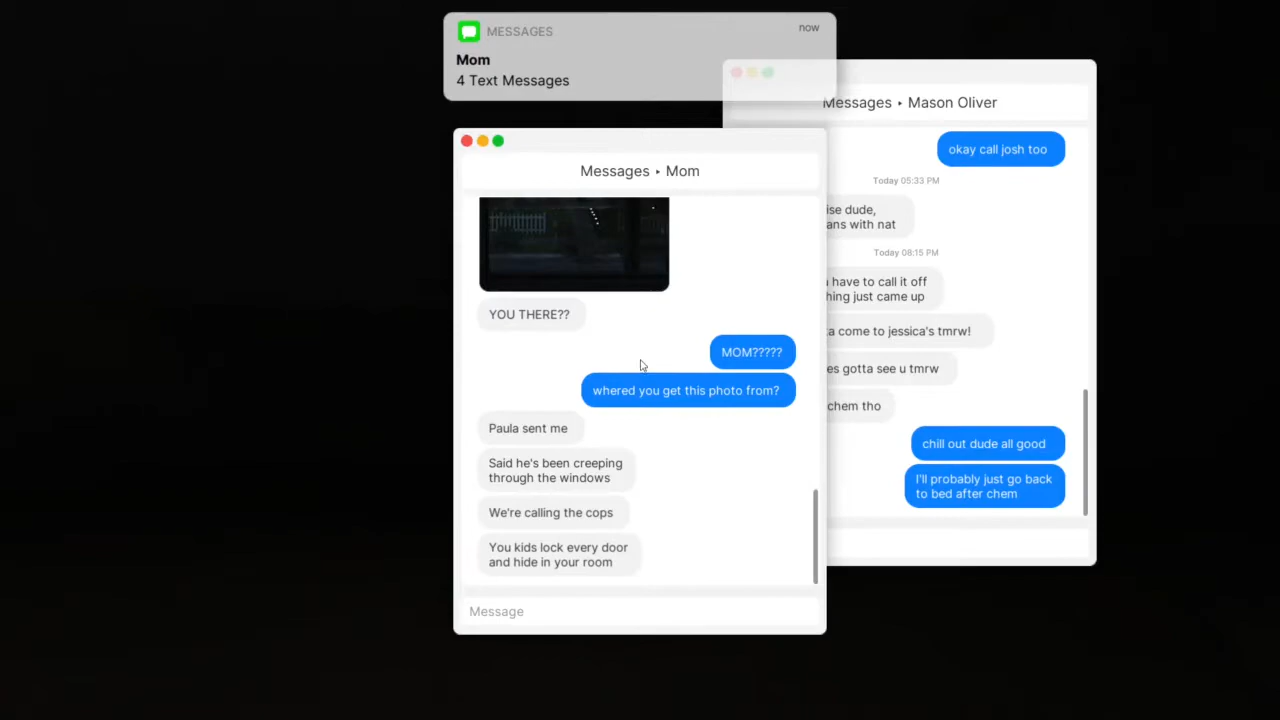 MESSAGES
now
Mom
4 Text Messages
Messages ‣ Mason Oliver
okay call josh too
Today 05:33 PM
ise dude,
ans with nat
Today 08:15 PM
have to call it off
hing just came up
a come to jessica's tmrw!
es gotta see u tmrw
chem tho
chill out dude all good
I'll probably just go back
to bed after chem
Messages ‣ Mom
YOU THERE??
MOM?????
whered you get this photo from?
Paula sent me
Said he's been creeping
through the windows
We're calling the cops
You kids lock every door
and hide in your room
Message